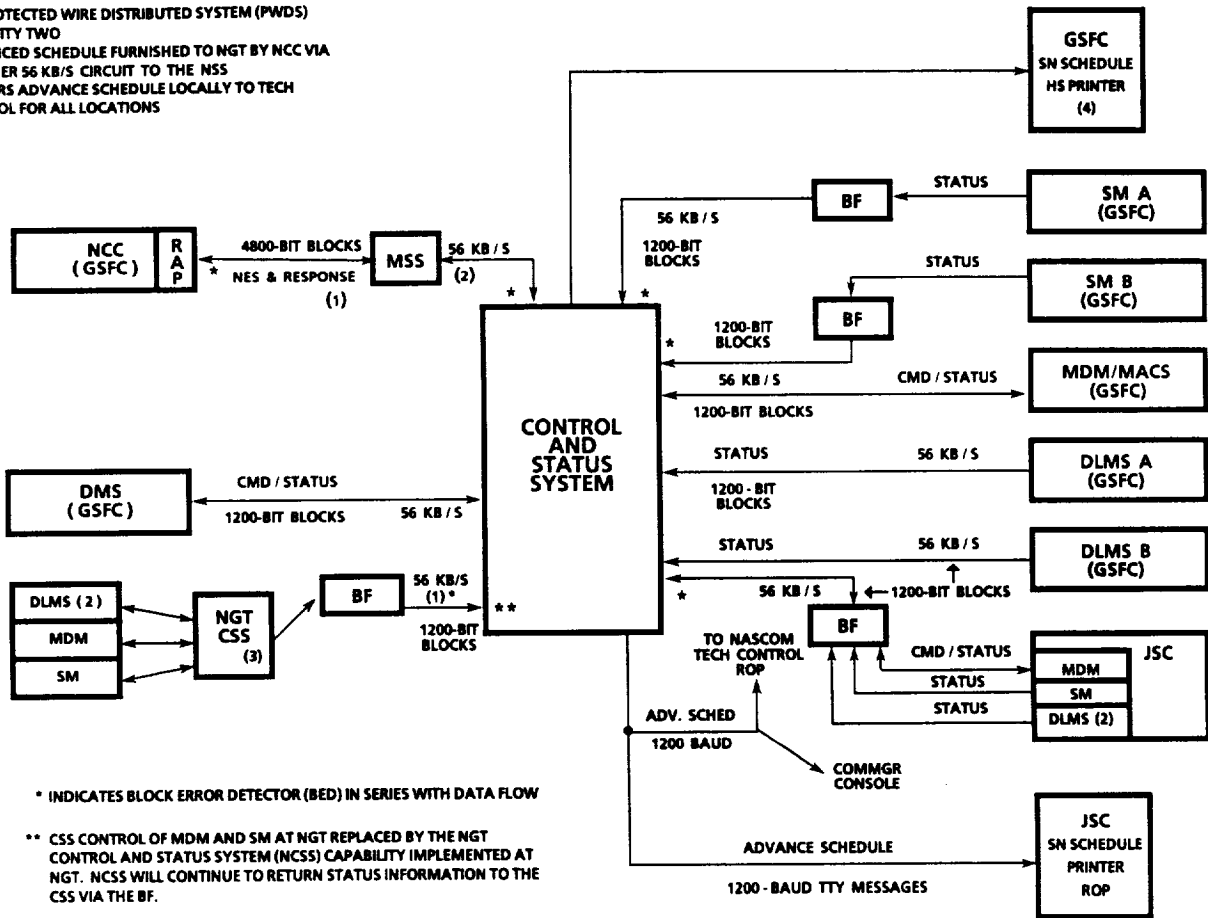 OTECTED WIRE DISTRIBUTED SYSTEM (PWDS)
ITY TWO
ICED SCHEDULE FURNISHED TO NGT BY NCC VIA
ER 56 KB/S CIRCUIT TO THE NSS
RS ADVANCE SCHEDULE LOCALLY TO TECH
OL FOR ALL LOCATIONS
GSFC
SN SCHEDULE
HS PRINTER
(4)
STATUS
BF
SM A
(GSFC)
56 KB / S
1200-BIT
BLOCKS
NCC
(GSFC)
RAP
4800-BIT BLOCKS
*
NES & RESPONSE
(1)
MSS
56 KB / S
(2)
*
*
STATUS
SM B
(GSFC)
BF
1200-BIT
BLOCKS
*
56 KB / S
CMD / STATUS
1200-BIT BLOCKS
MDM/MACS
(GSFC)
CONTROL
AND
STATUS
SYSTEM
STATUS
56 KB / S
1200 - BIT
BLOCKS
DLMS A
(GSFC)
DMS
(GSFC)
CMD / STATUS
1200-BIT BLOCKS
56 KB / S
STATUS
56 KB / S
DLMS B
(GSFC)
*
56 KB / S
1200-BIT BLOCKS
DLMS (2)
MDM
SM
NGT
CSS
(3)
BF
56 KB/S
(1) *
1200-BIT
BLOCKS
**
BF
CMD / STATUS
STATUS
STATUS
JSC
MDM
SM
DLMS (2)
TO NASCOM
TECH CONTROL
ROP
ADV. SCHED
1200 BAUD
COMMGR
CONSOLE
* INDICATES BLOCK ERROR DETECTOR (BED) IN SERIES WITH DATA FLOW
** CSS CONTROL OF MDM AND SM AT NGT REPLACED BY THE NGT
CONTROL AND STATUS SYSTEM (NCSS) CAPABILITY IMPLEMENTED AT
NGT. NCSS WILL CONTINUE TO RETURN STATUS INFORMATION TO THE
CSS VIA THE BF.
ADVANCE SCHEDULE
1200 - BAUD TTY MESSAGES
JSC
SN SCHEDULE
PRINTER
ROP